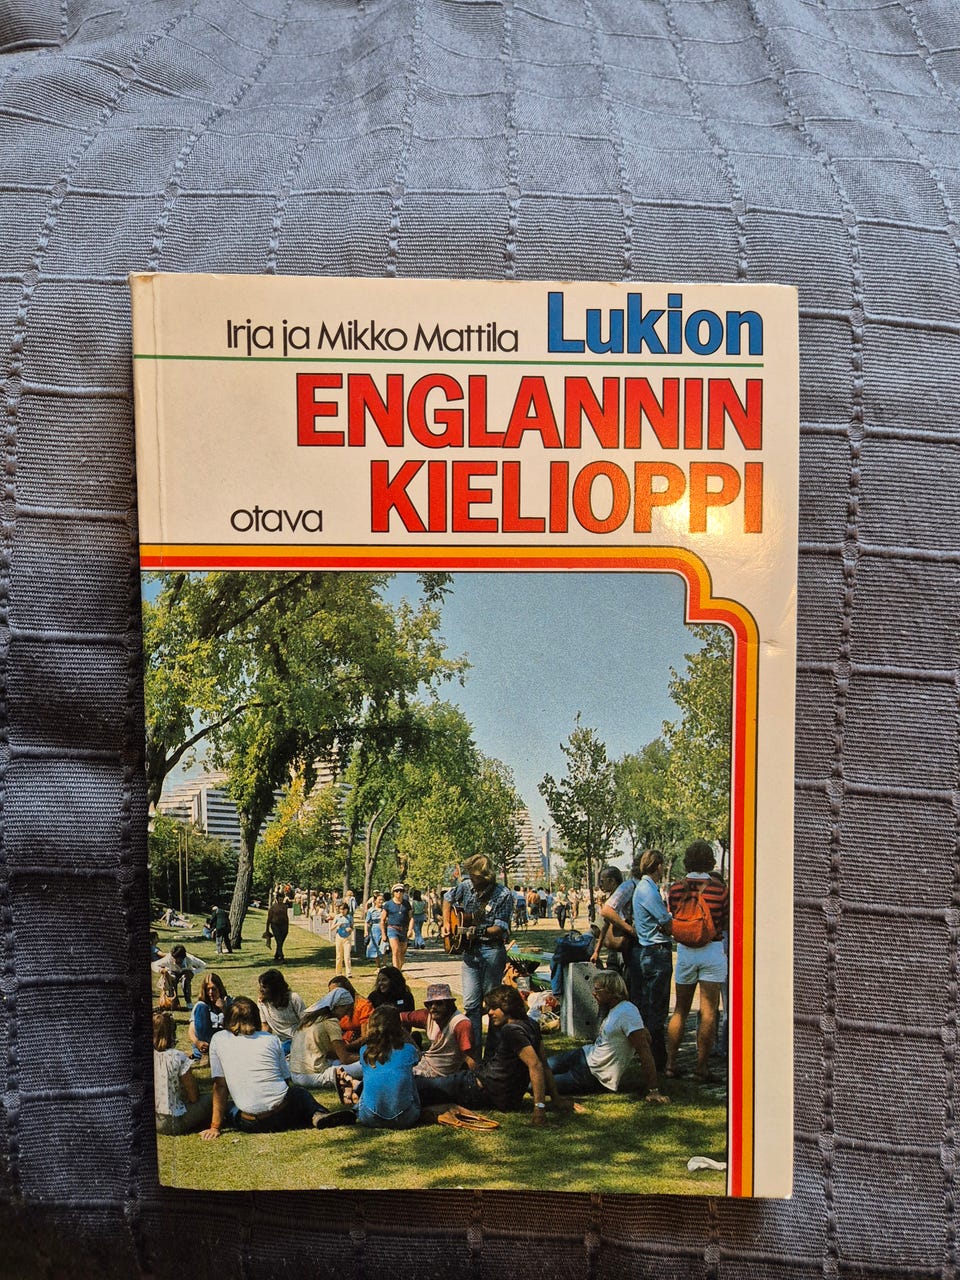 Irja ja Mikko Mattila Lukion
ENGLANNIN
KIELIOPPI
otava